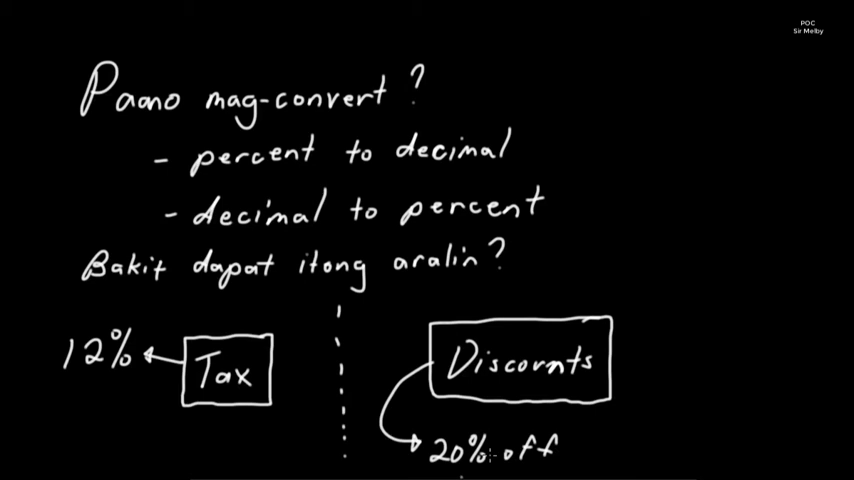 POC
Sir Melby
Paano mag-convert?
- percent to decimal
- decimal to percent
Bakit dapat itong aralin?
12%
Tax
Discounts
20% off